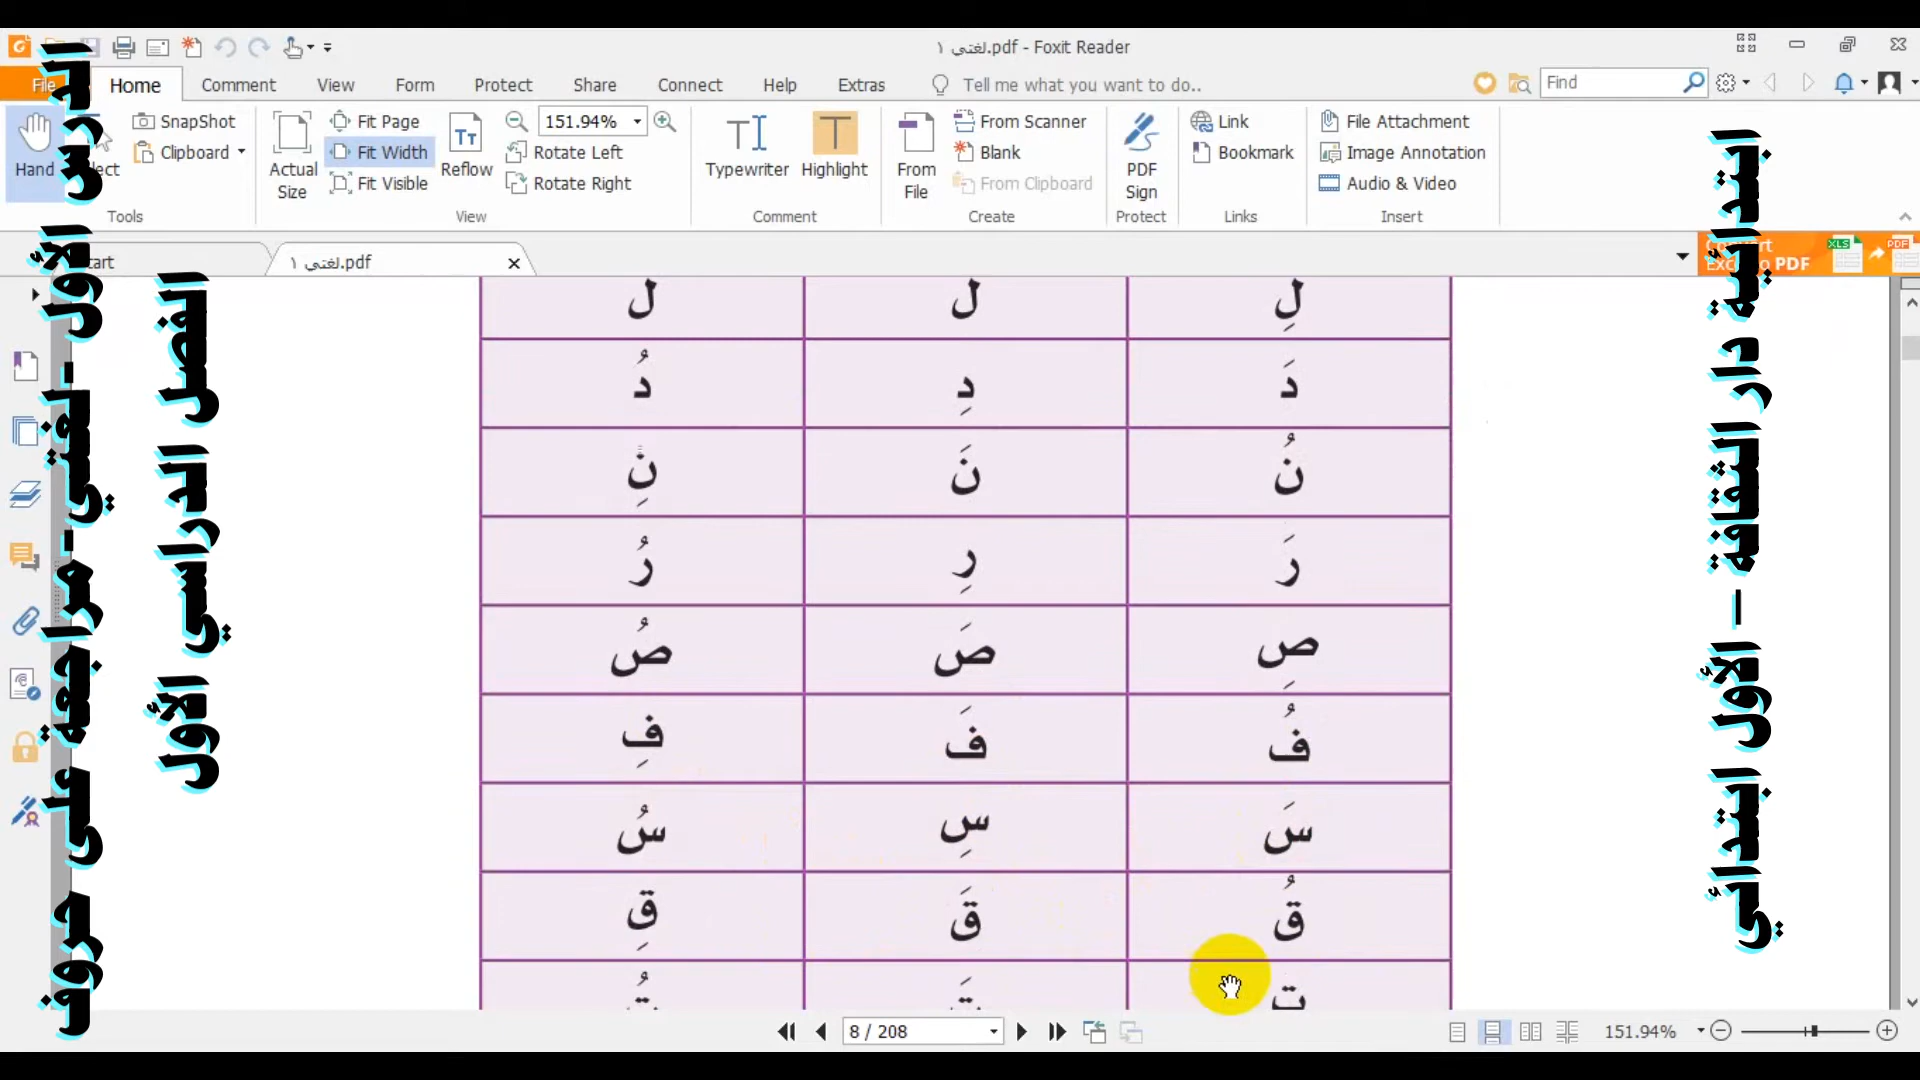 لغتي ١.pdf - Foxit Reader
File Home Comment View Form Protect Share Connect Help Extras Tell me what you want to do.. Find
SnapShot Fit Page 151.94% From Scanner Link File Attachment
Clipboard Fit Width Rotate Left Blank Bookmark Image Annotation
Hand Actual Size Reflow Typewriter Highlight From File PDF Sign
Fit Visible Rotate Right From Clipboard Audio & Video
Tools View Comment Create Protect Links Insert
لغتي ١.pdf
PDF
XLS PDF
دَ دِ دُ
نُ نَ نِ
رَ رِ رُ
صِ صَ صُ
فُ فَ فِ
سَ سِ سُ
قُ قَ قِ
ابتدائية دار الثقافة – الأول ابتدائي
الفصل الدراسي الأول
الدرس الأول -لغتي-مراجعة على حروف
8 / 208 151.94%